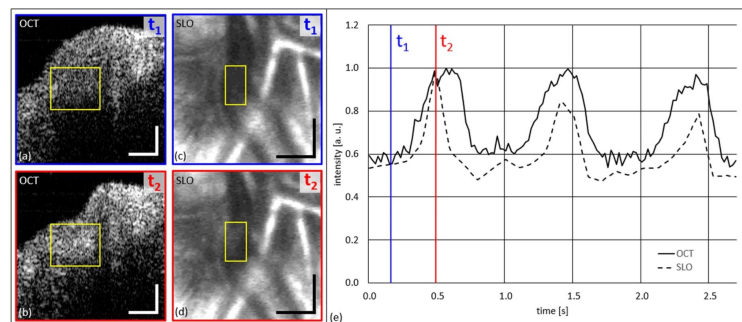 OCT t1
(a)
SLO t1
(c)
OCT t2
(b)
SLO t2
(d)
t1 t2
intensity [a. u.]
1.2
1.0
0.8
0.6
0.4
0.2
0.0
OCT
SLO
0.0 0.5 1.0 1.5 2.0 2.5
time [s]
(e)